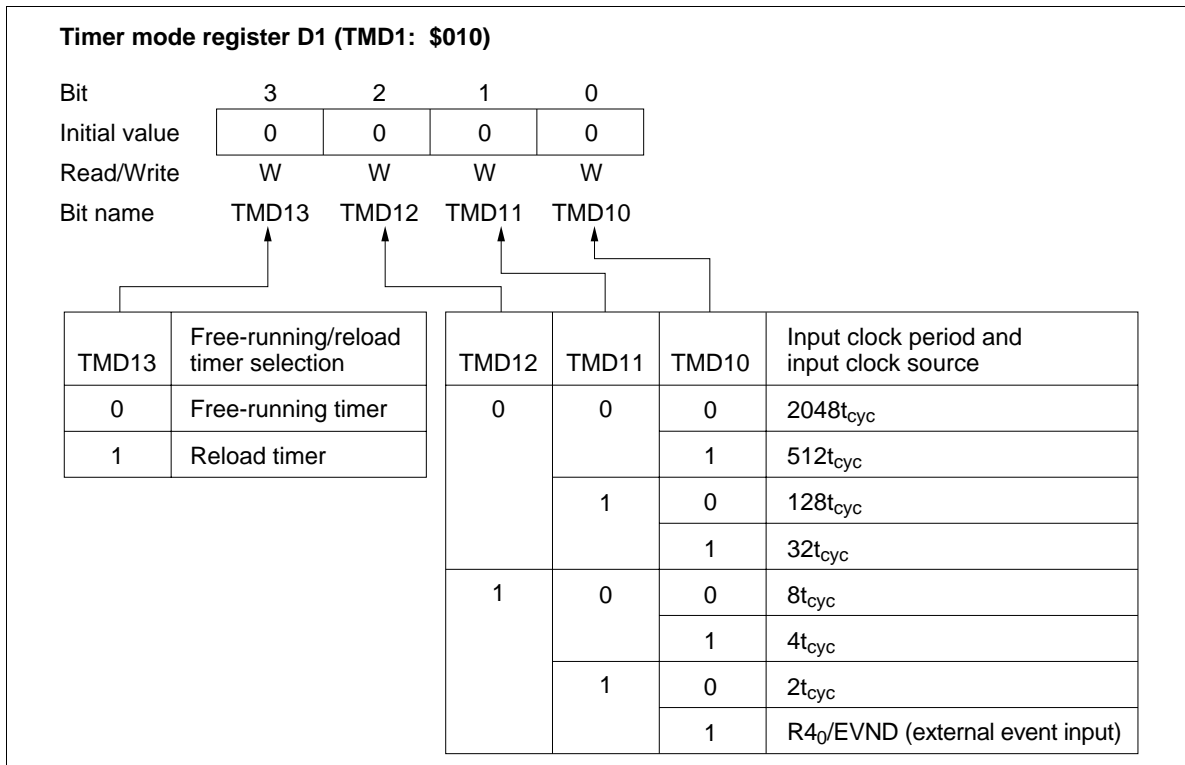 Timer mode register D1 (TMD1: $010)
Bit 3 2 1 0
Initial value 0 0 0 0
Read/Write W W W W
Bit name TMD13 TMD12 TMD11 TMD10
TMD13 Free-running/reload timer selection
0 Free-running timer
1 Reload timer
TMD12 TMD11 TMD10 Input clock period and input clock source
0 0 0 2048tcyc
1 512tcyc
1 0 128tcyc
1 32tcyc
1 0 0 8tcyc
1 4tcyc
1 0 2tcyc
1 R40/EVND (external event input)